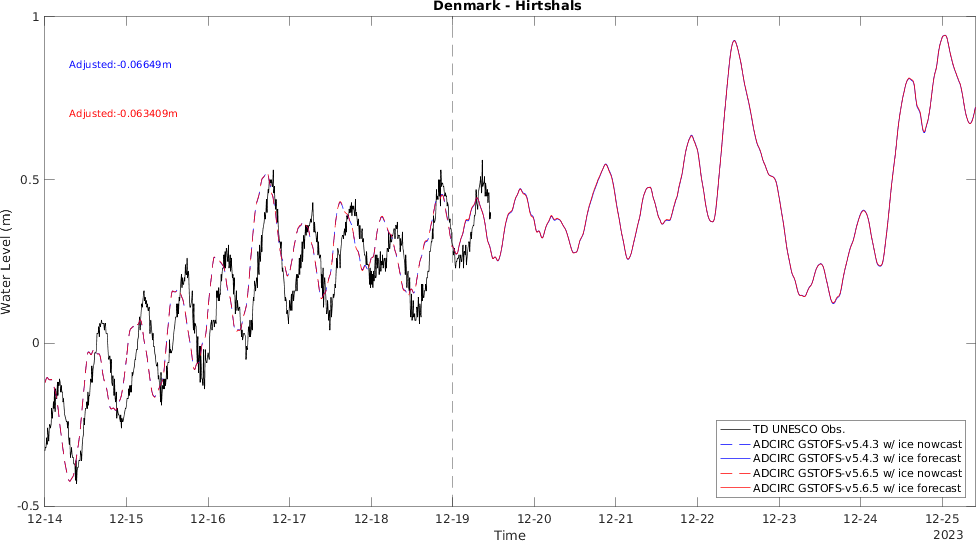 Denmark - Hirtshals
1
Adjusted:-0.06649m
Adjusted:-0.063409m
0.5
Water Level (m)
0
-0.5
TD UNESCO Obs.
ADCIRC GSTOFS-v5.4.3 w/ ice nowcast
ADCIRC GSTOFS-v5.4.3 w/ ice forecast
ADCIRC GSTOFS-v5.6.5 w/ ice nowcast
ADCIRC GSTOFS-v5.6.5 w/ ice forecast
12-14 12-15 12-16 12-17 12-18 12-19 12-20 12-21 12-22 12-23 12-24 12-25
Time
2023